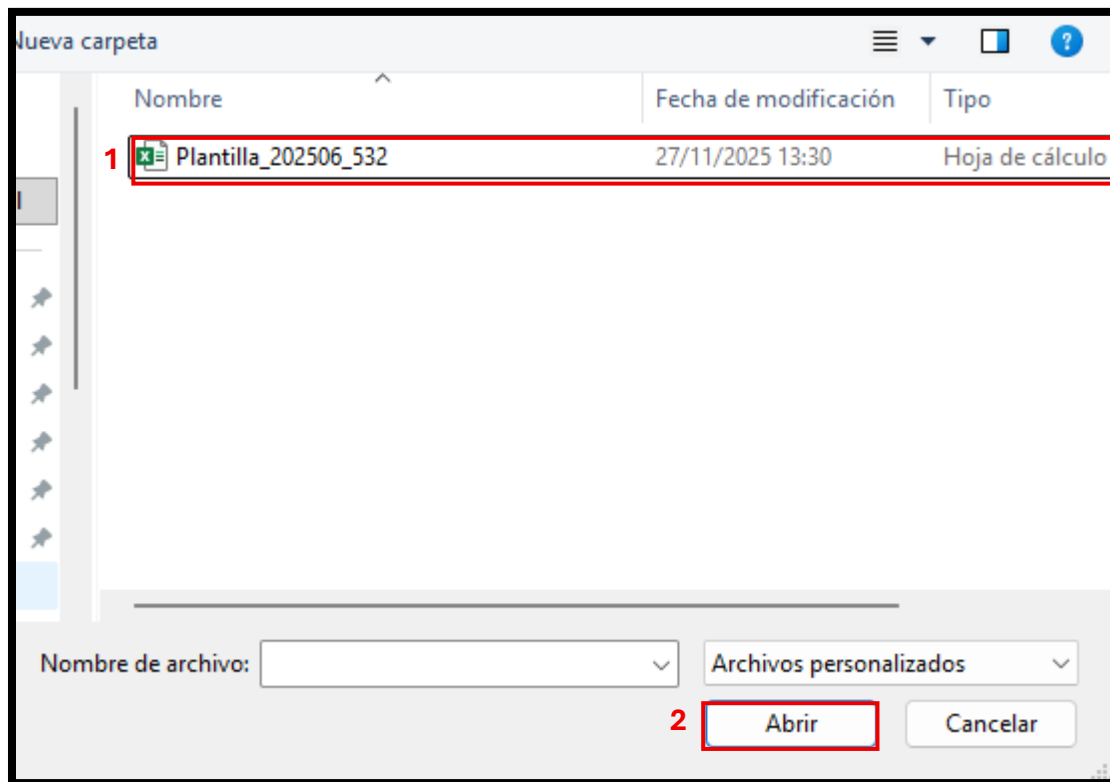 Nueva carpeta
Nombre Fecha de modificación Tipo
1 Plantilla_202506_532 27/11/2025 13:30 Hoja de cálculo
Nombre de archivo: Archivos personalizados
2 Abrir Cancelar